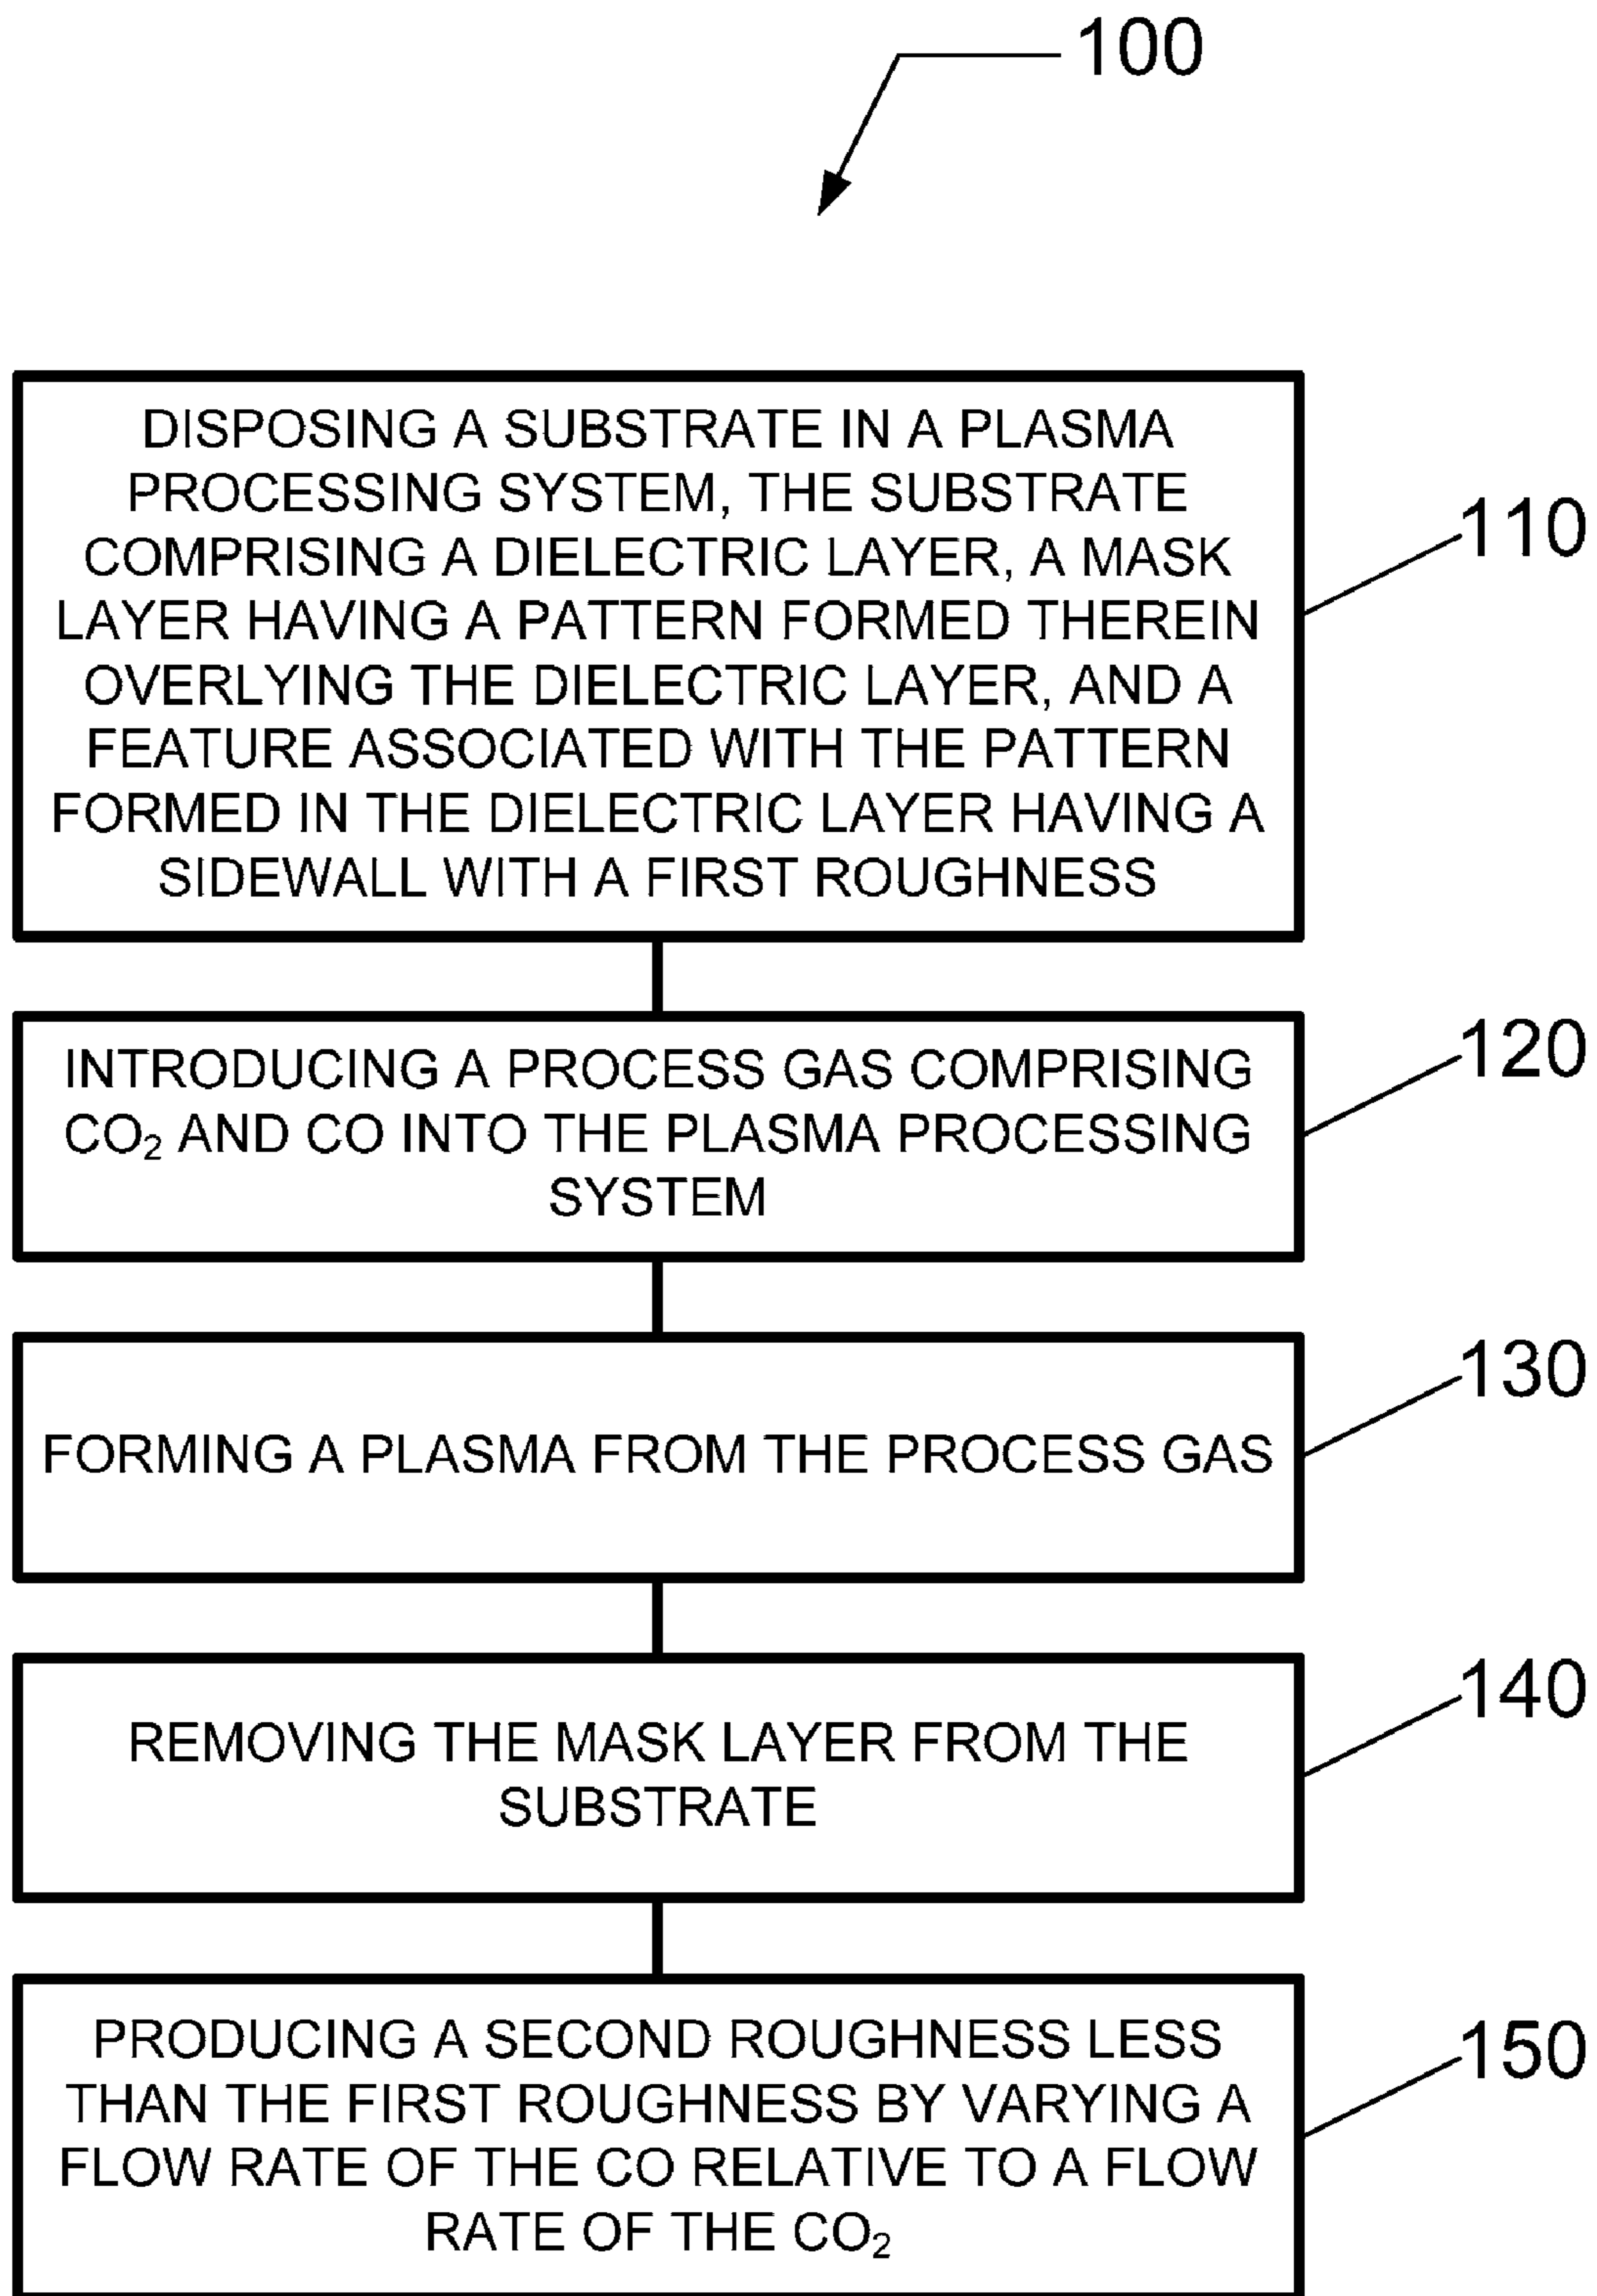 100
DISPOSING A SUBSTRATE IN A PLASMA
PROCESSING SYSTEM, THE SUBSTRATE
COMPRISING A DIELECTRIC LAYER, A MASK
LAYER HAVING A PATTERN FORMED THEREIN
OVERLYING THE DIELECTRIC LAYER, AND A
FEATURE ASSOCIATED WITH THE PATTERN
FORMED IN THE DIELECTRIC LAYER HAVING A
SIDEWALL WITH A FIRST ROUGHNESS
110
INTRODUCING A PROCESS GAS COMPRISING
CO₂ AND CO INTO THE PLASMA PROCESSING
SYSTEM
120
FORMING A PLASMA FROM THE PROCESS GAS
130
REMOVING THE MASK LAYER FROM THE
SUBSTRATE
140
PRODUCING A SECOND ROUGHNESS LESS
THAN THE FIRST ROUGHNESS BY VARYING A
FLOW RATE OF THE CO RELATIVE TO A FLOW
RATE OF THE CO₂
150